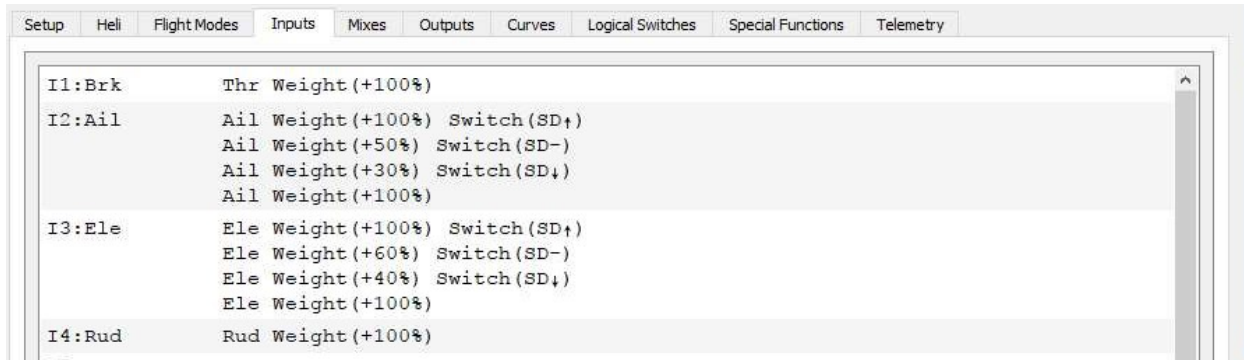 Setup Heli Flight Modes Inputs Mixes Outputs Curves Logical Switches Special Functions Telemetry
I1:Brk Thr Weight(+100%)
I2:Ail Ail Weight(+100%) Switch(SD↑)
Ail Weight(+50%) Switch(SD-)
Ail Weight(+30%) Switch(SD↓)
Ail Weight(+100%)
I3:Ele Ele Weight(+100%) Switch(SD↑)
Ele Weight(+60%) Switch(SD-)
Ele Weight(+40%) Switch(SD↓)
Ele Weight(+100%)
I4:Rud Rud Weight(+100%)